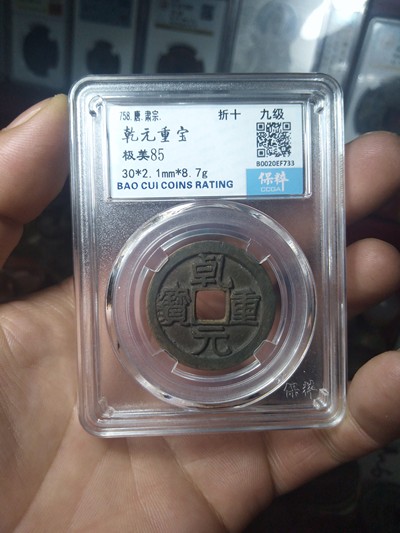 758.唐.肃宗. 折十 九级
乾元重宝
极美85
30*2.1mm*8.7g
B0020EF733
BAO CUI COINS RATING
保粹
CCGA
乾
寶 重
元
保粹